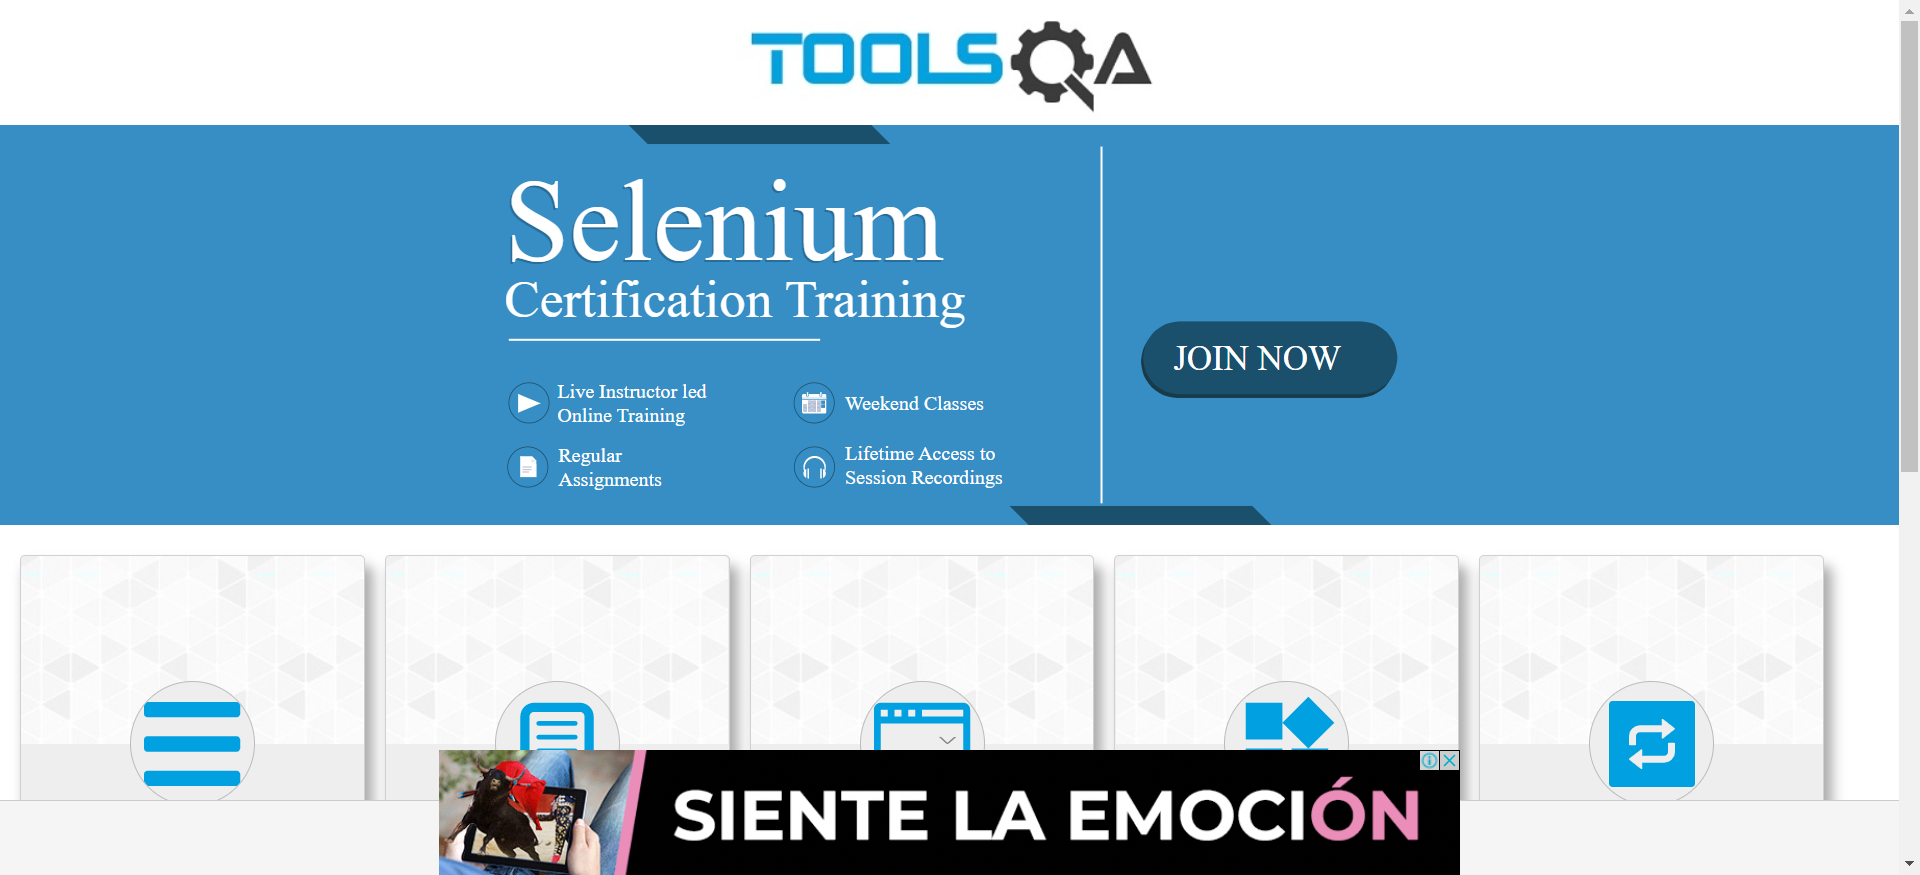 TOOLSQA
Selenium
Certification Training
JOIN NOW
Live Instructor led
Online Training
Weekend Classes
Regular
Assignments
Lifetime Access to
Session Recordings
SIENTE LA EMOCIÓN